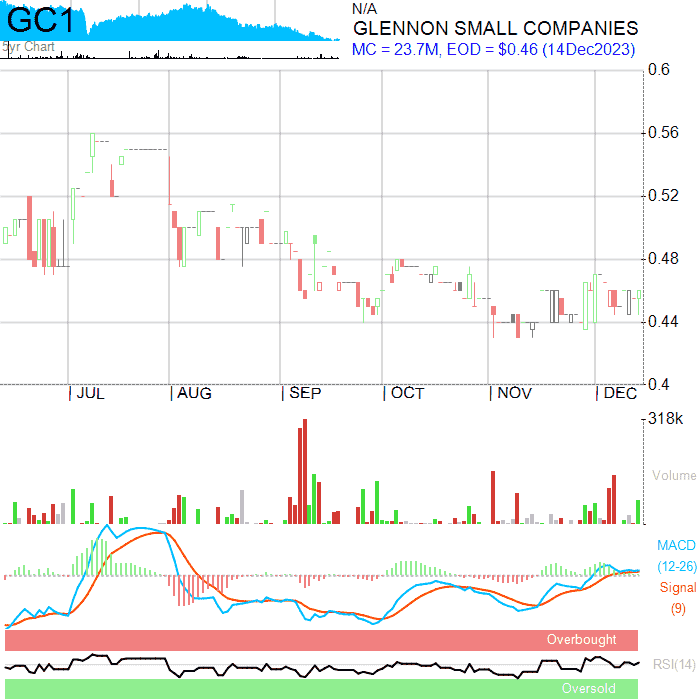 GC1
5yr Chart
N/A
GLENNON SMALL COMPANIES
MC = 23.7M, EOD = $0.46 (14Dec2023)
0.6
0.56
0.52
0.48
0.44
0.4
JUL AUG SEP OCT NOV DEC
318k
Volume
MACD
(12-26)
Signal
(9)
Overbought
RSI(14)
Oversold